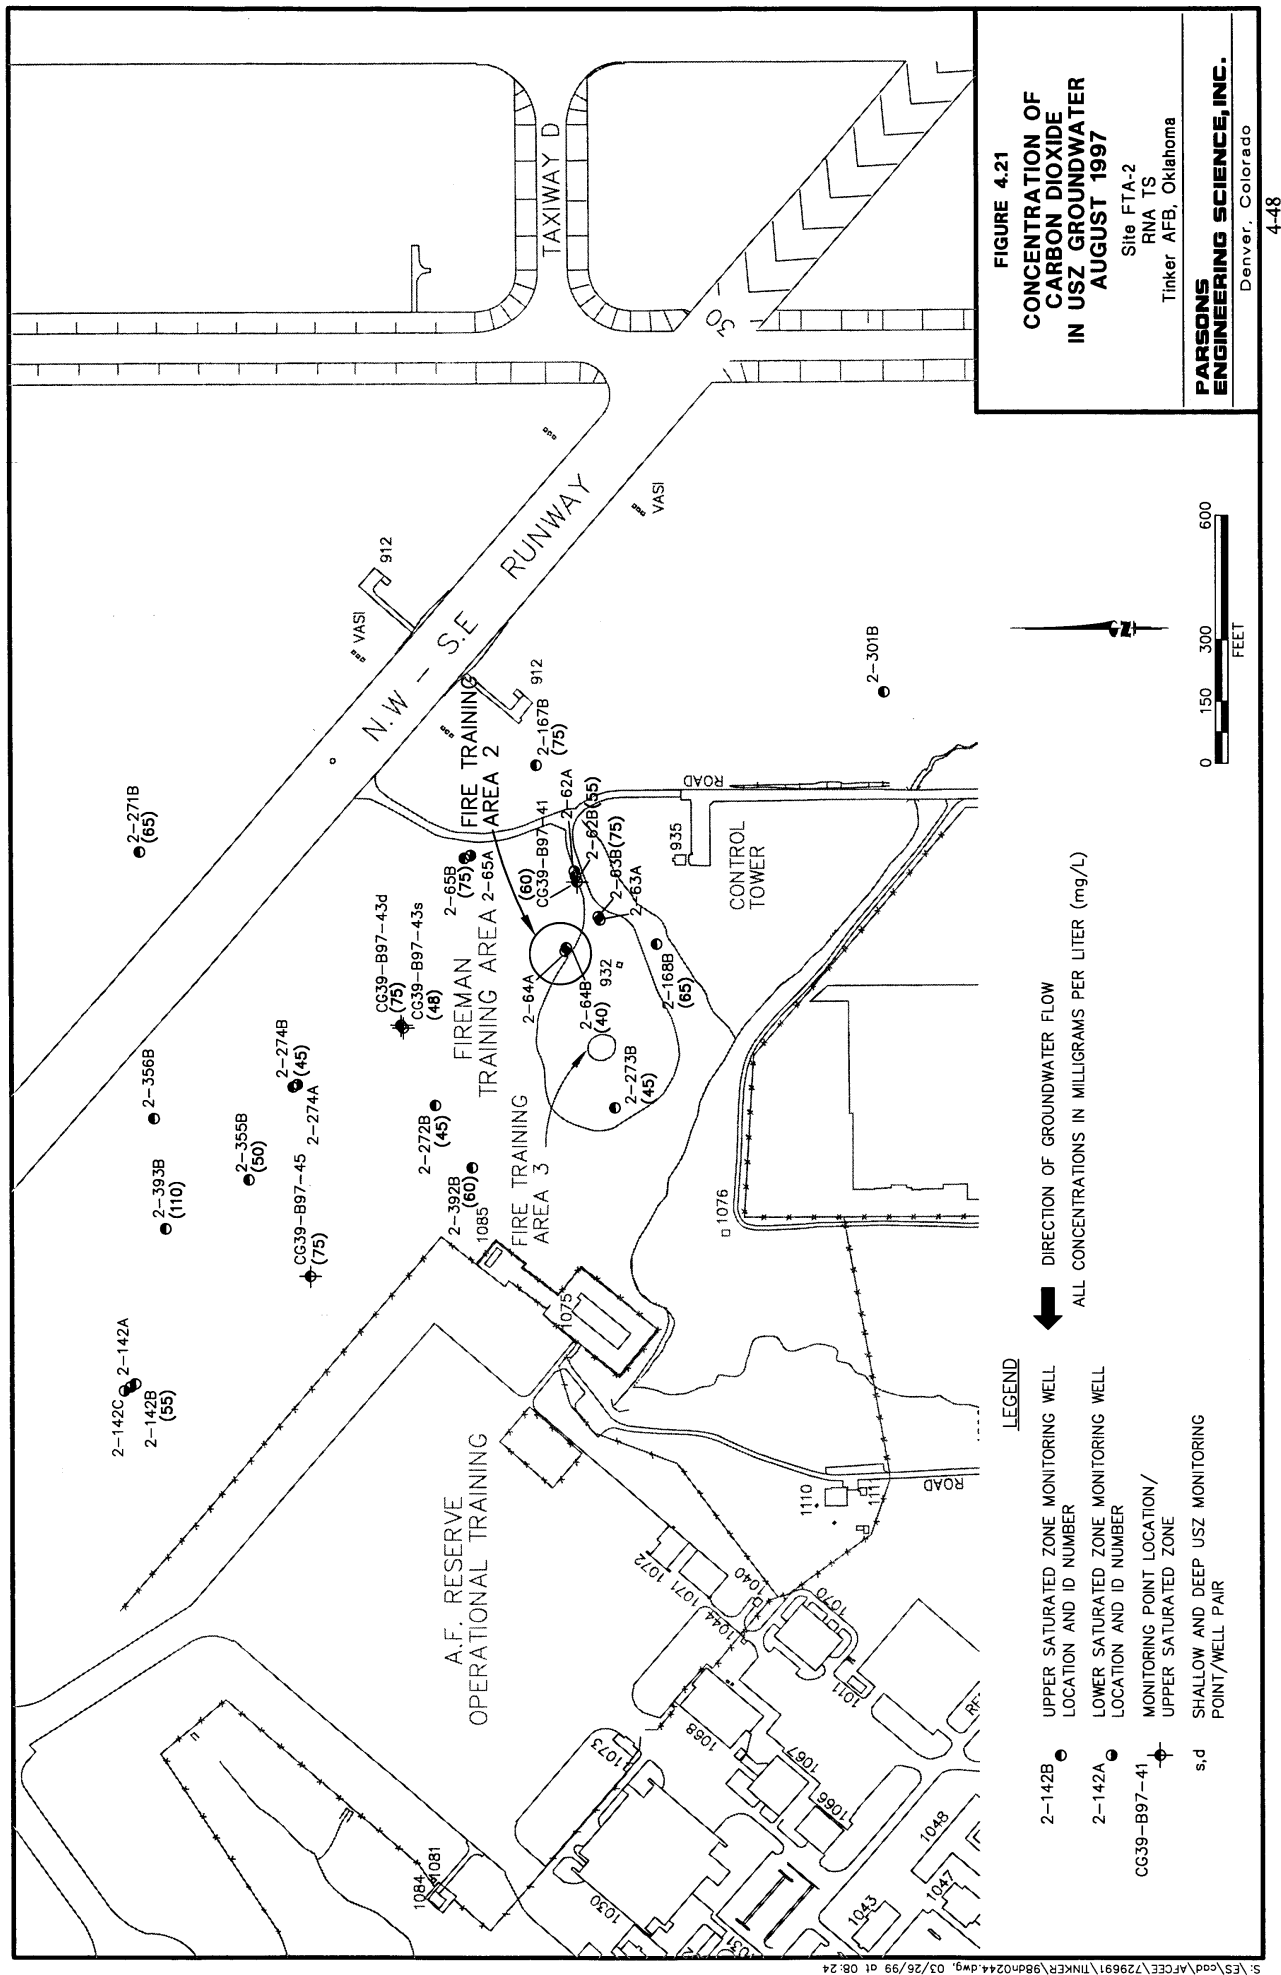 TAXIWAY D
30
N.W – S.E RUNWAY
VASI
912
VASI
912
2-271B
(65)
FIRE TRAINING
AREA 2
2-167B
(75)
2-301B
2-65B
(75)
2-65A
2-62A
(60)
CG39-B97-41
2-62B(55)
2-63B(75)
2-63A
ROAD
935
CONTROL
TOWER
CG39-B97-43d
(75)
CG39-B97-43s
(48)
FIREMAN
TRAINING AREA
2-64A
2-64B
(40)
932
2-168B
(65)
2-356B
2-274B
(45)
2-274A
2-355B
(50)
2-393B
(110)
CG39-B97-45
(75)
2-272B
(45)
2-392B
(60)
1085
FIRE TRAINING
AREA 3
2-273B
(45)
1076
1075
2-142C
2-142A
2-142B
(55)
A.F. RESERVE
OPERATIONAL TRAINING
1072
1071
1040
1044
1070
1110
ROAD
1011
1068
1067
1066
1073
1084
1081
1030
1031
1043
1047
1048
LEGEND
2-142B
UPPER SATURATED ZONE MONITORING WELL
LOCATION AND ID NUMBER
2-142A
LOWER SATURATED ZONE MONITORING WELL
LOCATION AND ID NUMBER
CG39-B97-41
MONITORING POINT LOCATION/
UPPER SATURATED ZONE
s,d
SHALLOW AND DEEP USZ MONITORING
POINT/WELL PAIR
DIRECTION OF GROUNDWATER FLOW
ALL CONCENTRATIONS IN MILLIGRAMS PER LITER (mg/L)
N
0 150 300 600
FEET
FIGURE 4.21
CONCENTRATION OF
CARBON DIOXIDE
IN USZ GROUNDWATER
AUGUST 1997
Site FTA-2
RNA TS
Tinker AFB, Oklahoma
PARSONS
ENGINEERING SCIENCE, INC.
Denver, Colorado
4-48
S:\ES\cad\AFCEE\729691\TINKER\98dn0244.dwg, 03/26/99 at 08:24